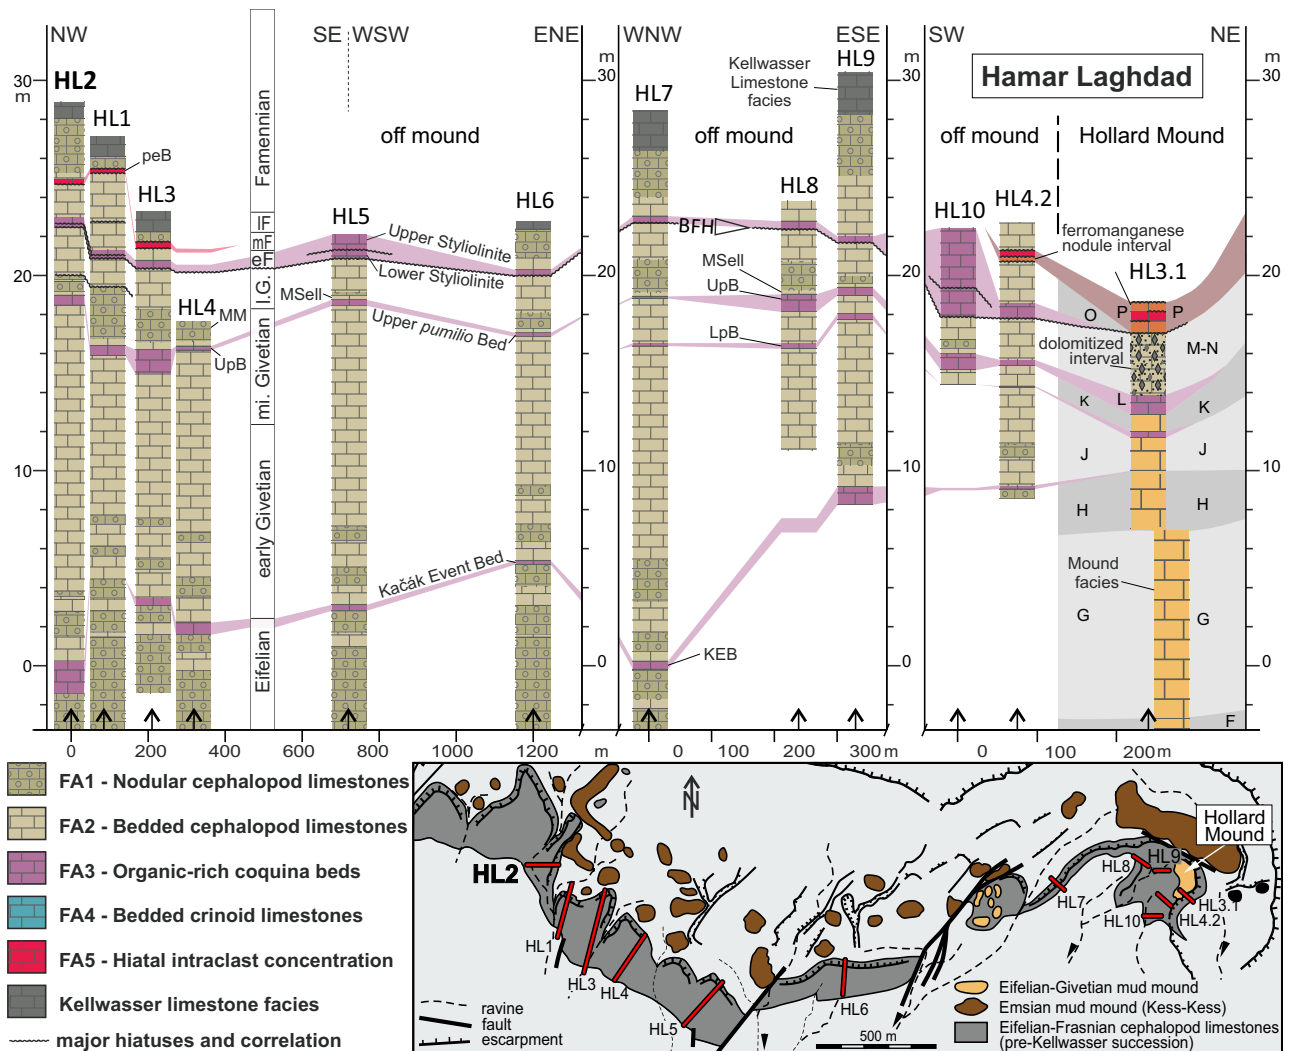 NW
SE
WSW
ENE
WNW
ESE
SW
NE
m
m
m
m
30
m
HL2
HL1
peB
HL3
HL4
MM
UpB
Famennian
lF
mF
eF
l.G.
mi. Givetian
early Givetian
Eifelian
off mound
HL5
Upper Styliolinite
Lower Styliolinite
MSell
Upper pumilio Bed
Kačák Event Bed
HL6
20
10
0
30
20
10
0
HL7
off mound
Kellwasser
Limestone
facies
HL9
HL8
BFH
MSell
UpB
LpB
KEB
30
20
10
0
Hamar Laghdad
off mound
Hollard Mound
HL10
HL4.2
ferromanganese
nodule interval
HL3.1
O
P
P
dolomitized
interval
M-N
K
L
K
J
J
H
H
Mound
facies
G
G
F
30
20
10
0
0
200
400
600
800
1000
1200
m
0
100
200
300 m
0
100
200m
FA1 - Nodular cephalopod limestones
FA2 - Bedded cephalopod limestones
FA3 - Organic-rich coquina beds
FA4 - Bedded crinoid limestones
FA5 - Hiatal intraclast concentration
Kellwasser limestone facies
major hiatuses and correlation
N
HL2
HL1
HL3
HL4
HL5
HL6
HL7
HL8
HL9
HL10
HL4.2
HL3.1
Hollard
Mound
ravine
fault
escarpment
500 m
Eifelian-Givetian mud mound
Emsian mud mound (Kess-Kess)
Eifelian-Frasnian cephalopod limestones
(pre-Kellwasser succession)